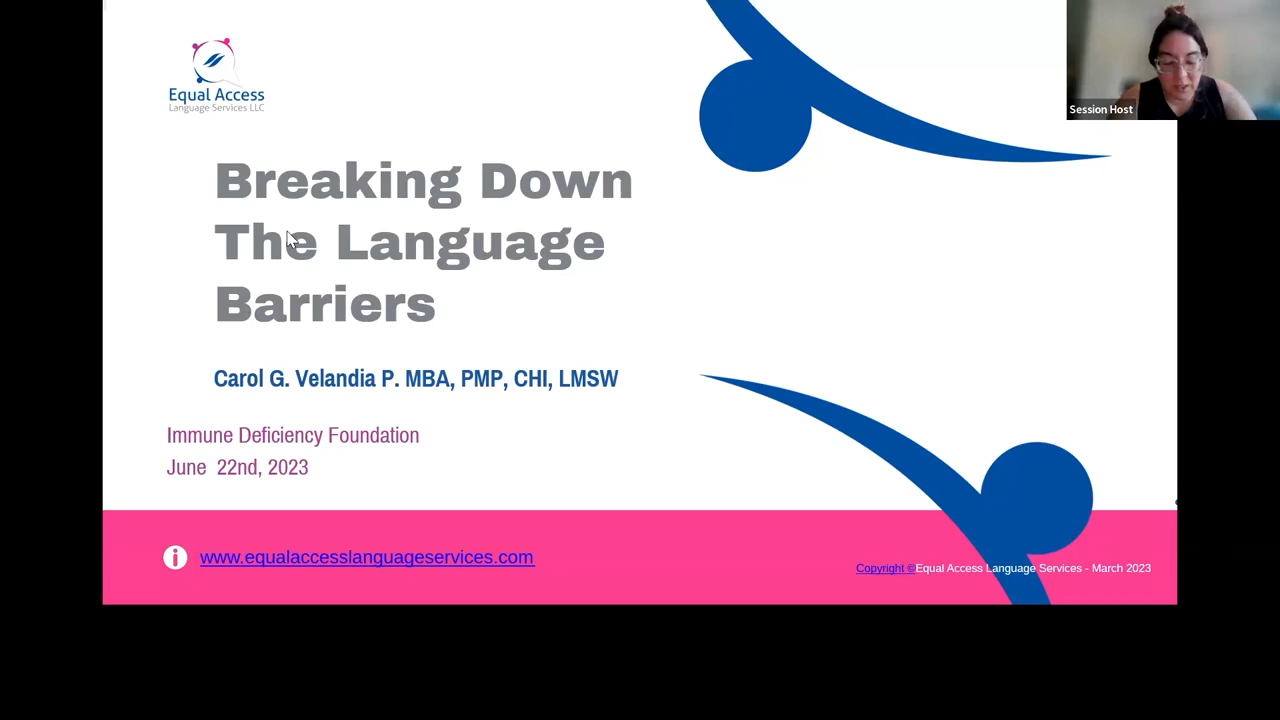 Equal Access
Language Services LLC
Session Host
Breaking Down
The Language
Barriers
Carol G. Velandia P. MBA, PMP, CHI, LMSW
Immune Deficiency Foundation
June 22nd, 2023
www.equalaccesslanguageservices.com
Copyright ©Equal Access Language Services - March 2023